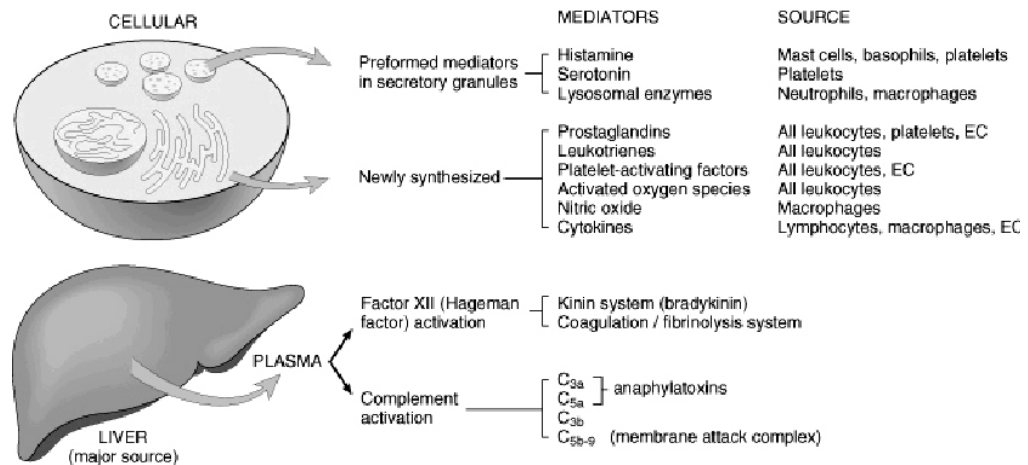 CELLULAR
MEDIATORS SOURCE
Preformed mediators
in secretory granules
Histamine Mast cells, basophils, platelets
Serotonin Platelets
Lysosomal enzymes Neutrophils, macrophages
Newly synthesized
Prostaglandins All leukocytes, platelets, EC
Leukotrienes All leukocytes
Platelet-activating factors All leukocytes, EC
Activated oxygen species All leukocytes
Nitric oxide Macrophages
Cytokines Lymphocytes, macrophages, EC
LIVER
(major source)
PLASMA
Factor XII (Hageman
factor) activation
Kinin system (bradykinin)
Coagulation / fibrinolysis system
Complement
activation
C3a
C5a
anaphylatoxins
C3b
C5b-9 (membrane attack complex)